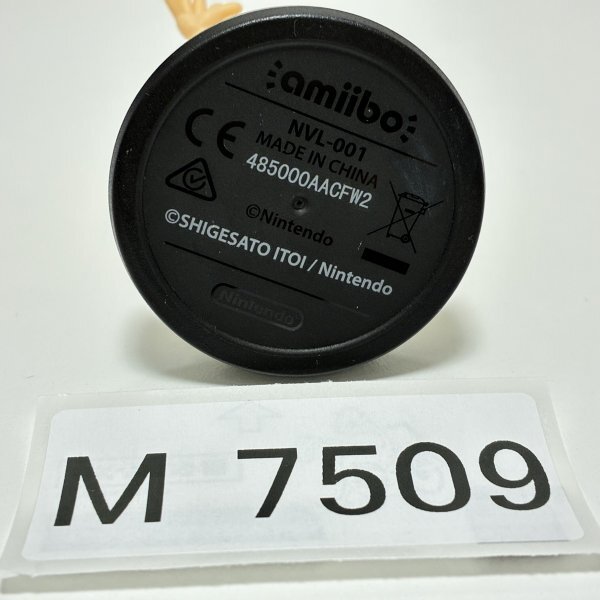 amiibo
NVL-001
MADE IN CHINA
CE
485000AACFW2
©Nintendo
©SHIGESATO ITOI / Nintendo
Nintendo
M 7509